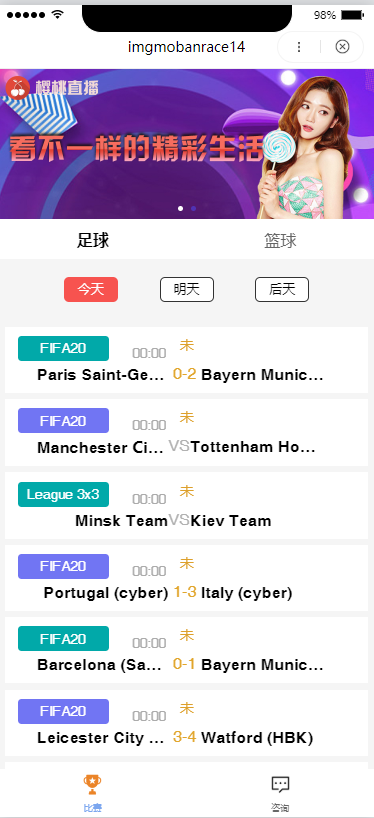 98%
imgmobanrace14
樱桃直播
看不一样的精彩生活
足球 篮球
今天 明天 后天
FIFA20 00:00 未
Paris Saint-Ge... 0-2 Bayern Munic...
FIFA20 00:00 未
Manchester Ci... VS Tottenham Ho...
League 3x3 00:00 未
Minsk Team VS Kiev Team
FIFA20 00:00 未
Portugal (cyber) 1-3 Italy (cyber)
FIFA20 00:00 未
Barcelona (Sa... 0-1 Bayern Munic...
FIFA20 00:00 未
Leicester City ... 3-4 Watford (HBK)
比赛 咨询